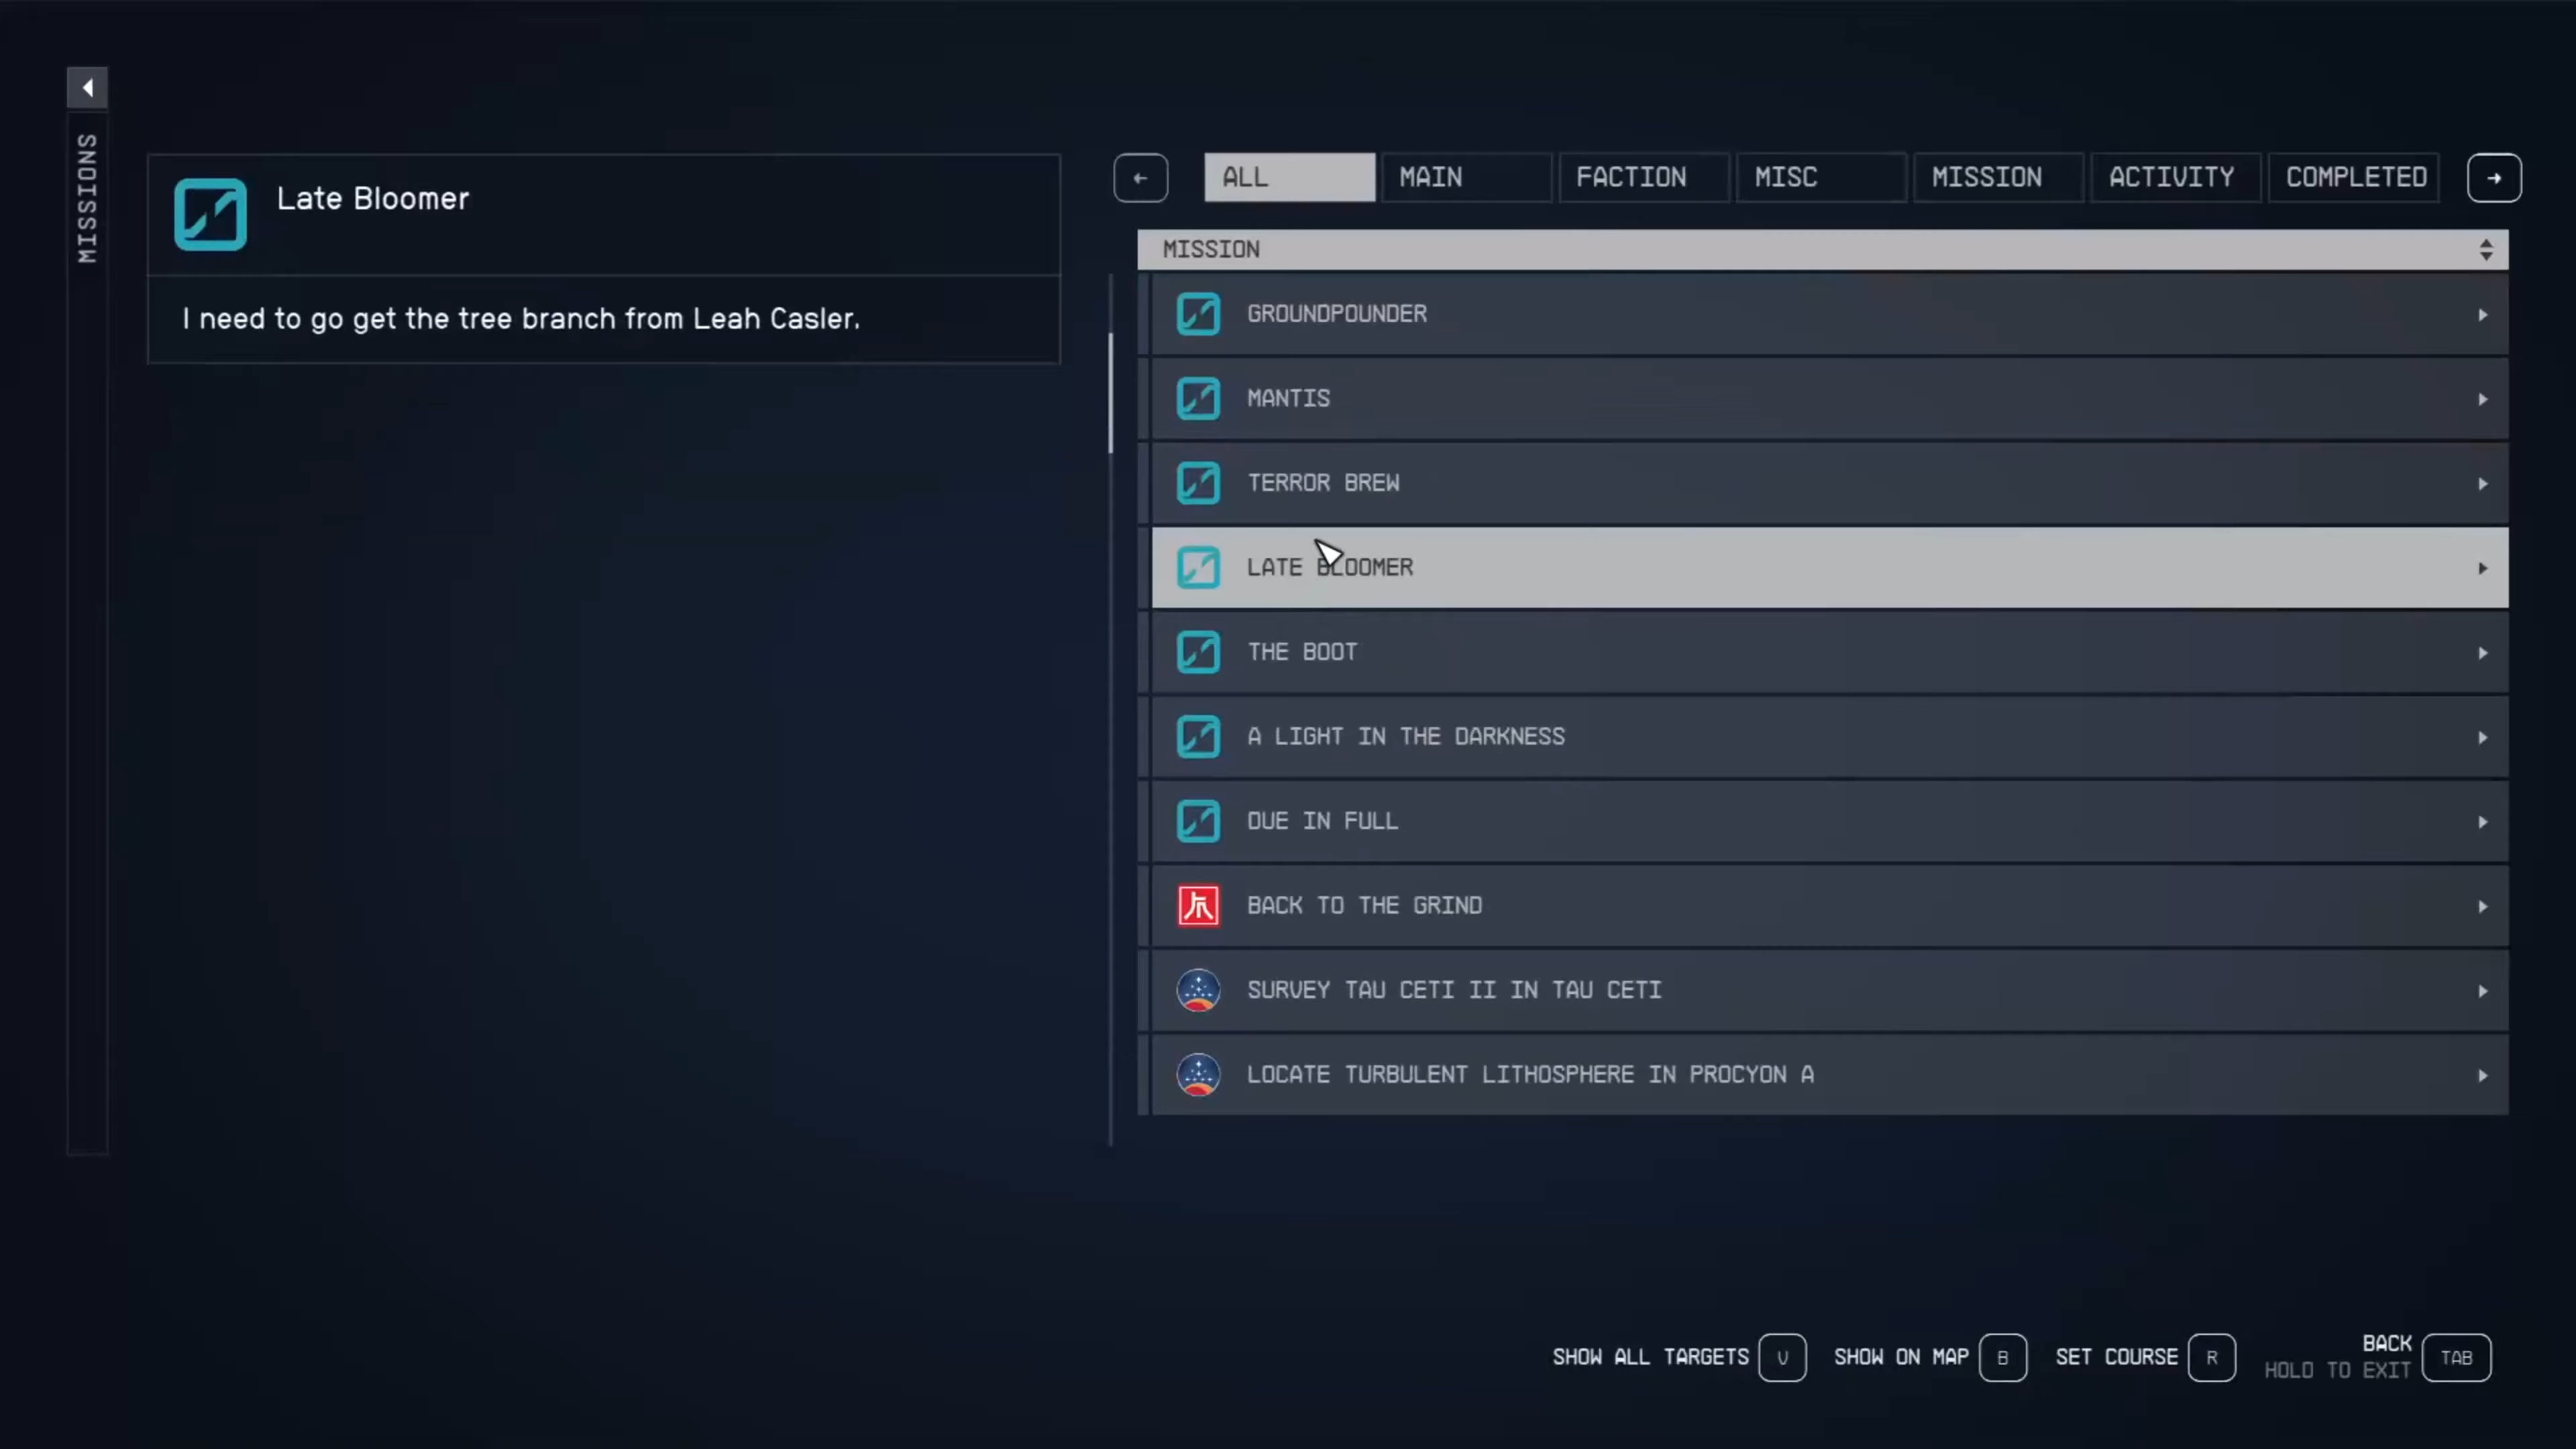 MISSIONS
Late Bloomer
I need to go get the tree branch from Leah Casler.
ALL
MAIN
FACTION
MISC
MISSION
ACTIVITY
COMPLETED
MISSION
GROUNDPOUNDER
MANTIS
TERROR BREW
LATE BLOOMER
THE BOOT
A LIGHT IN THE DARKNESS
DUE IN FULL
BACK TO THE GRIND
SURVEY TAU CETI II IN TAU CETI
LOCATE TURBULENT LITHOSPHERE IN PROCYON A
SHOW ALL TARGETS V
SHOW ON MAP B
SET COURSE R
BACK
HOLD TO EXIT
TAB